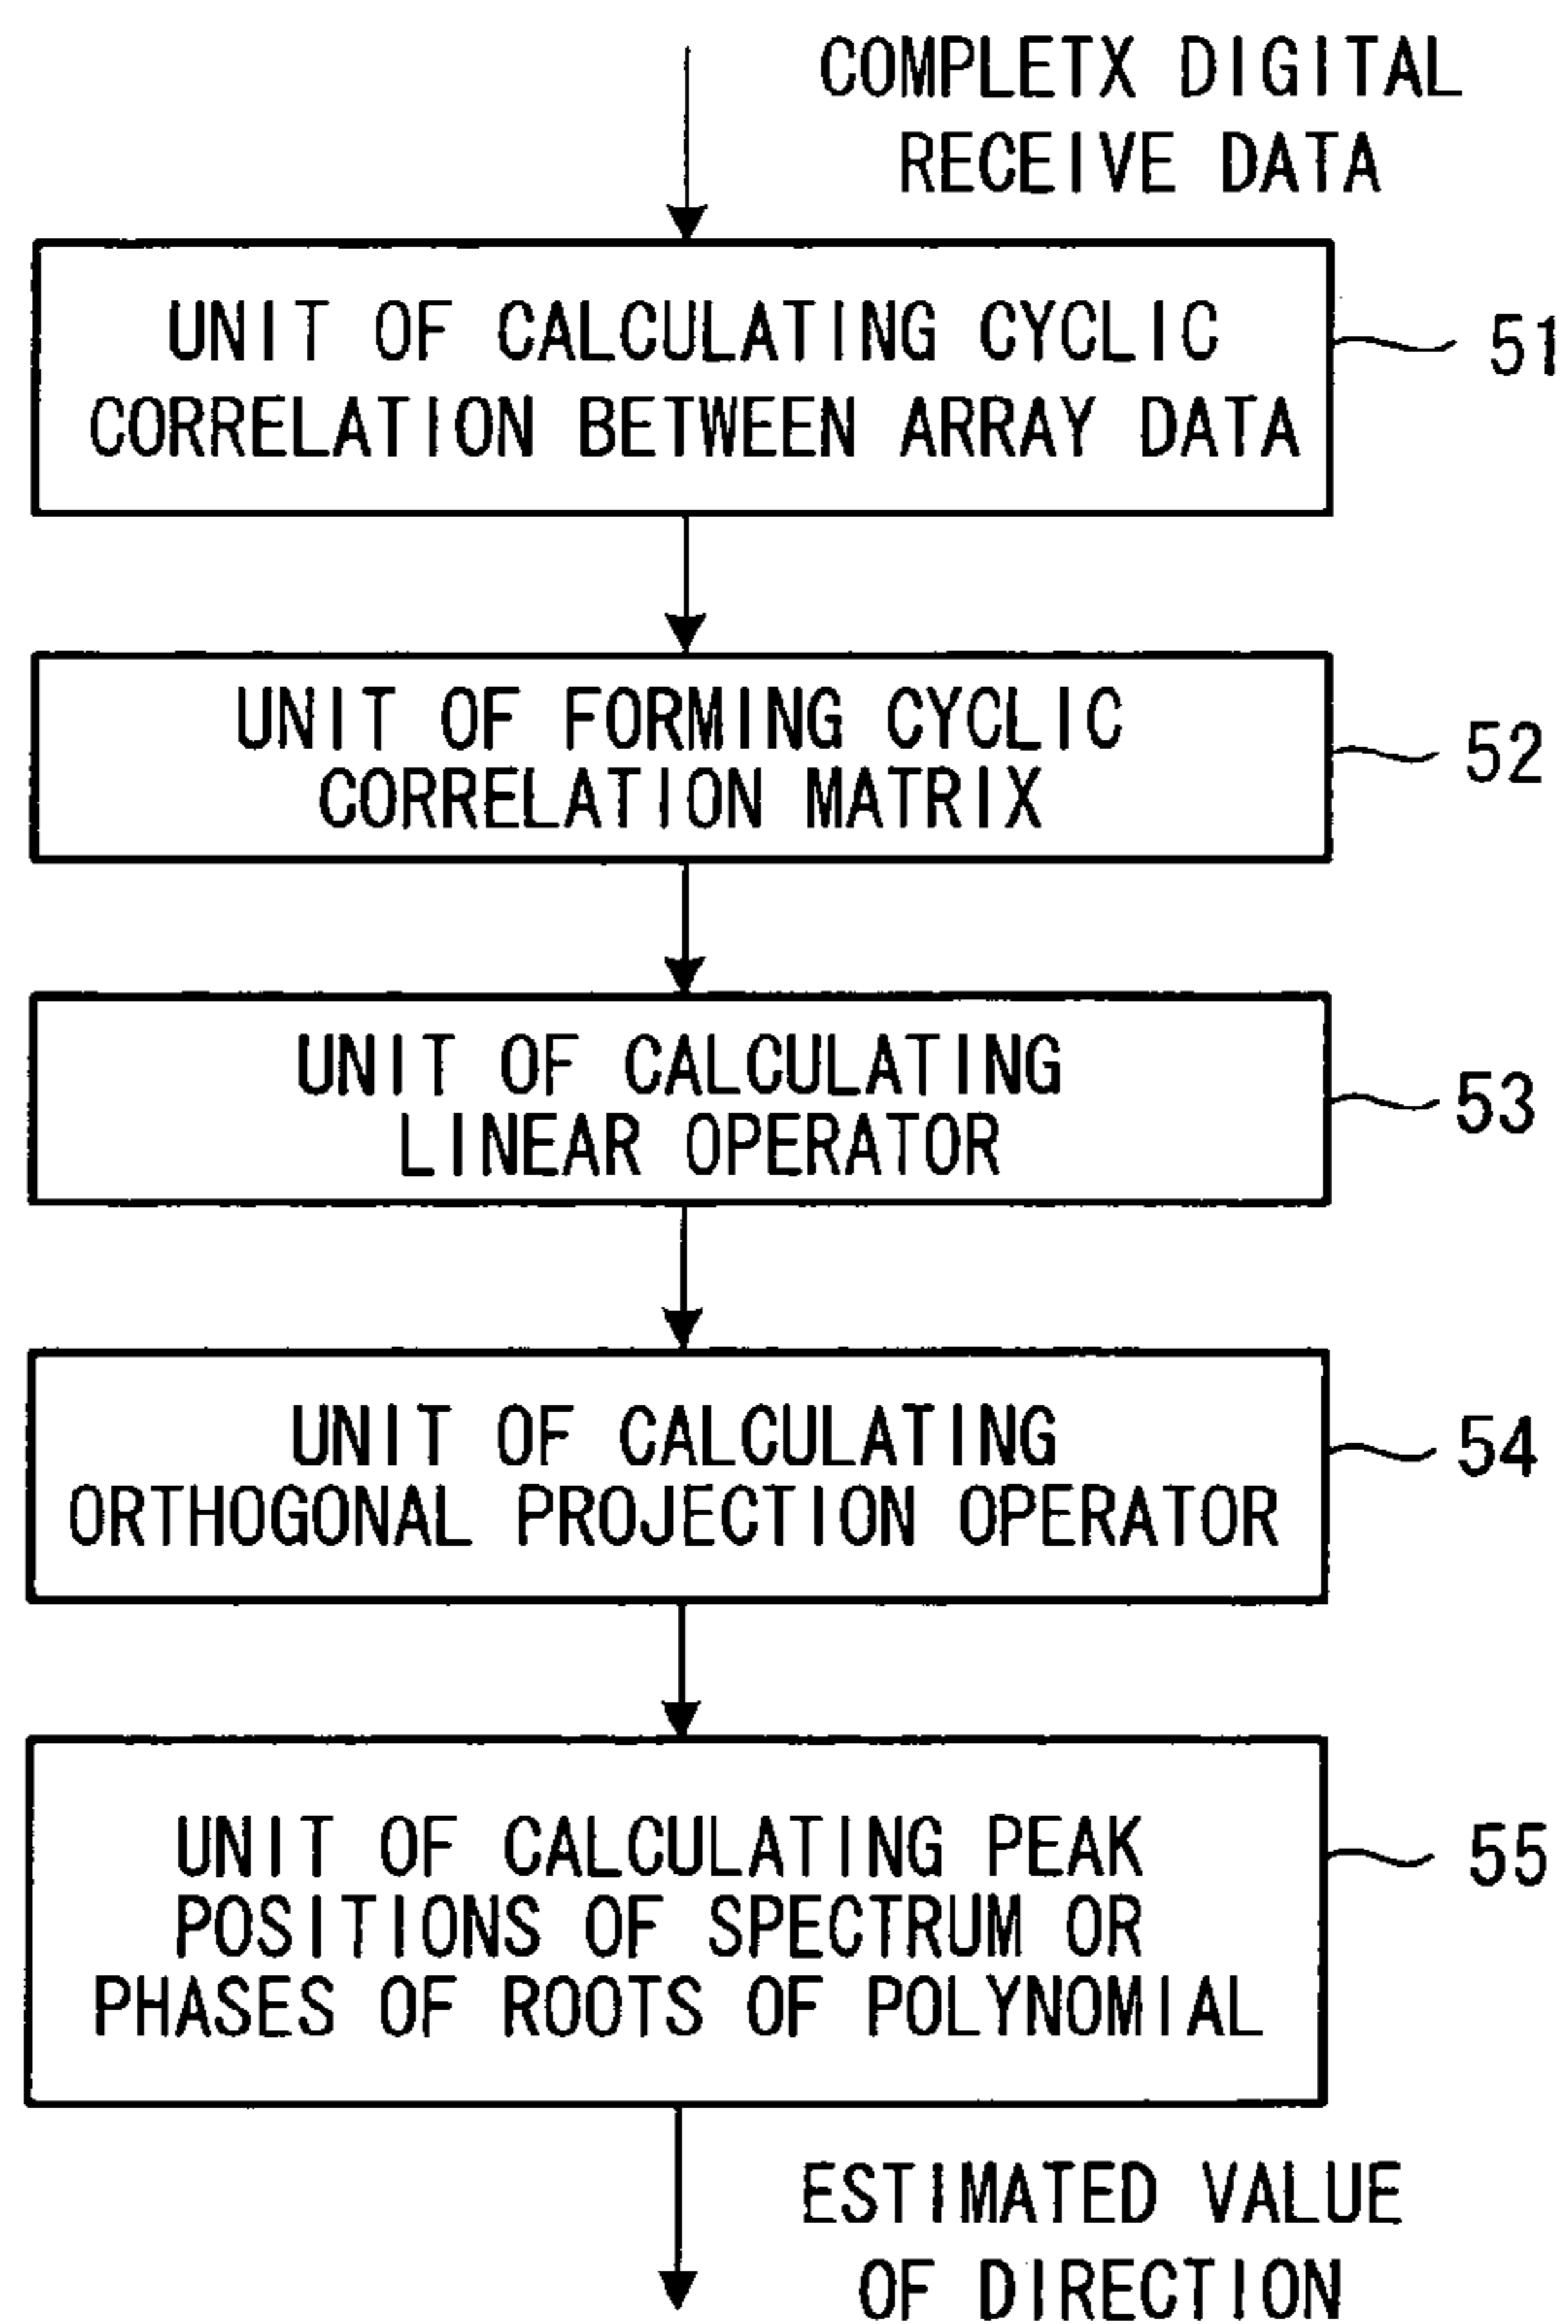 COMPLETX DIGITAL
RECEIVE DATA
UNIT OF CALCULATING CYCLIC
CORRELATION BETWEEN ARRAY DATA
51
UNIT OF FORMING CYCLIC
CORRELATION MATRIX
52
UNIT OF CALCULATING
LINEAR OPERATOR
53
UNIT OF CALCULATING
ORTHOGONAL PROJECTION OPERATOR
54
UNIT OF CALCULATING PEAK
POSITIONS OF SPECTRUM OR
PHASES OF ROOTS OF POLYNOMIAL
55
ESTIMATED VALUE
OF DIRECTION